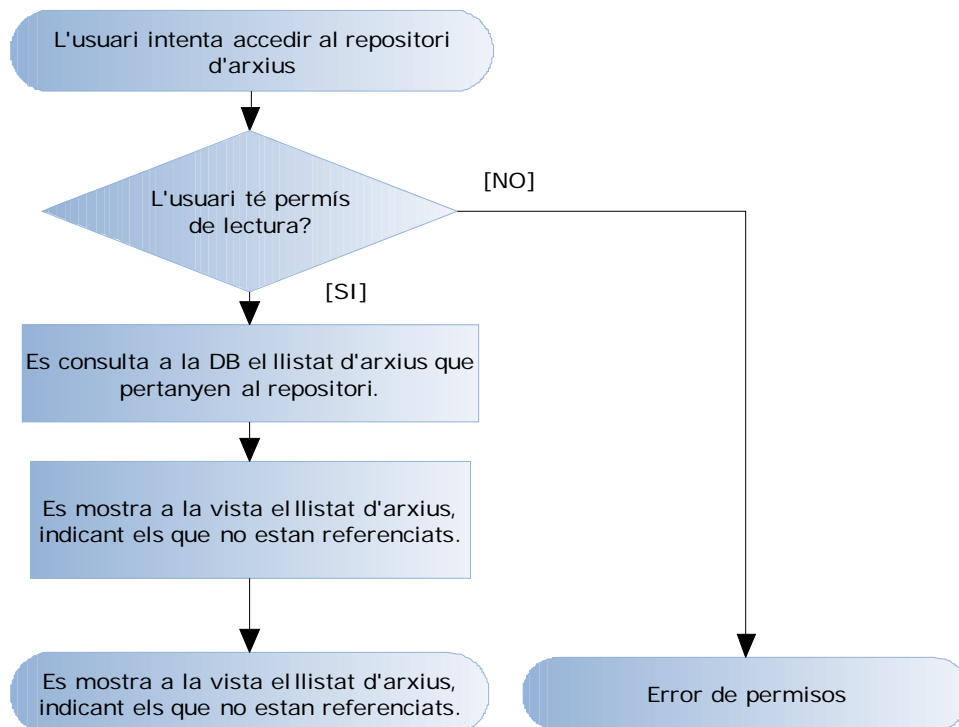 L'usuari intenta accedir al repositori
d'arxius
L'usuari té permís
de lectura?
[NO]
[SI]
Es consulta a la DB el llistat d'arxius que
pertanyen al repositori.
Es mostra a la vista el llistat d'arxius,
indicant els que no estan referenciats.
Es mostra a la vista el llistat d'arxius,
indicant els que no estan referenciats.
Error de permisos